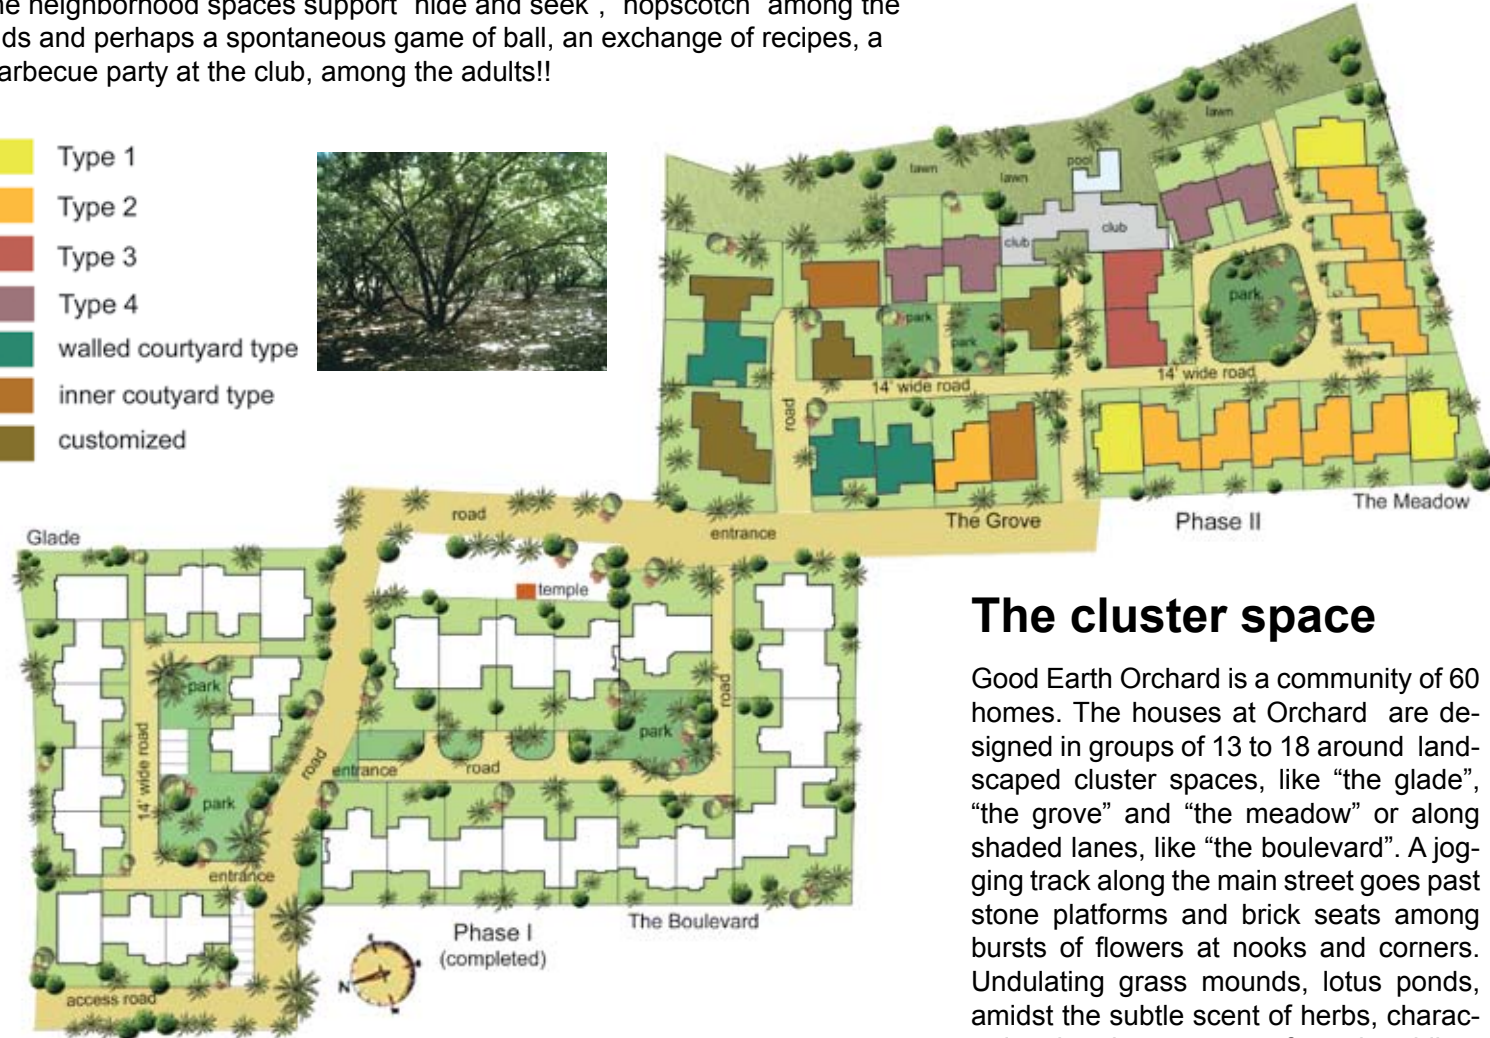 neighborhood spaces support "hide and seek", "hopscotch" among the
and perhaps a spontaneous game of ball, an exchange of recipes, a
party at the club, among the adults!!
Type 1
Type 2
Type 3
Type 4
walled courtyard type
inner coutyard type
customized
lawn
lawn
lawn
pool
club
club
park
park
park
14' wide road
14' wide road
road
The Grove
Phase II
The Meadow
road
entrance
Glade
temple
park
14' wide road
park
entrance
road
entrance
road
park
road
access road
Phase I
(completed)
The Boulevard
N
The cluster space
Good Earth Orchard is a community of 60
homes. The houses at Orchard are de-
signed in groups of 13 to 18 around land-
scaped cluster spaces, like “the glade”,
“the grove” and “the meadow” or along
shaded lanes, like “the boulevard”. A jog-
ging track along the main street goes past
stone platforms and brick seats among
bursts of flowers at nooks and corners.
Undulating grass mounds, lotus ponds,
amidst the subtle scent of herbs, charac-